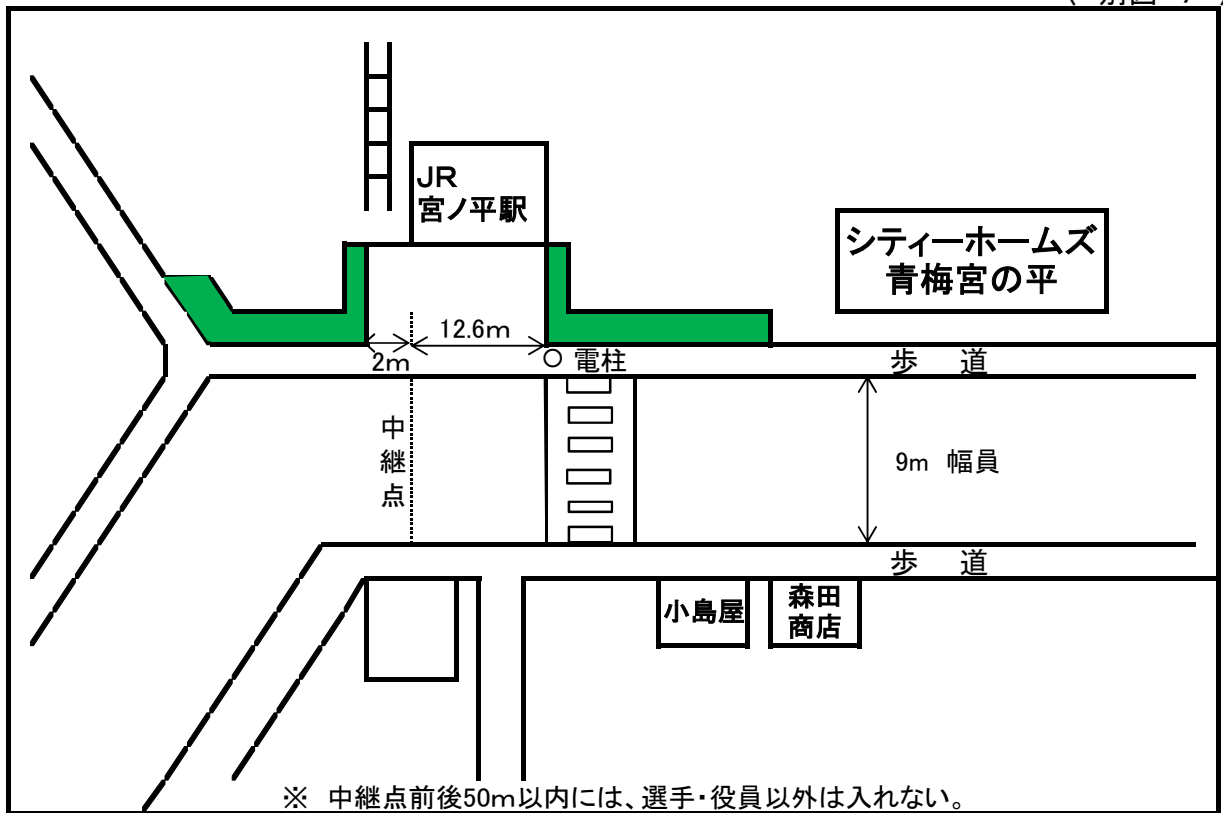 JR
宮ノ平駅
シティーホームズ
青梅宮の平
12.6m
2m
電柱
歩 道
中継点
9m 幅員
歩 道
小島屋
森田
商店
※ 中継点前後50m以内には、選手・役員以外は入れない。